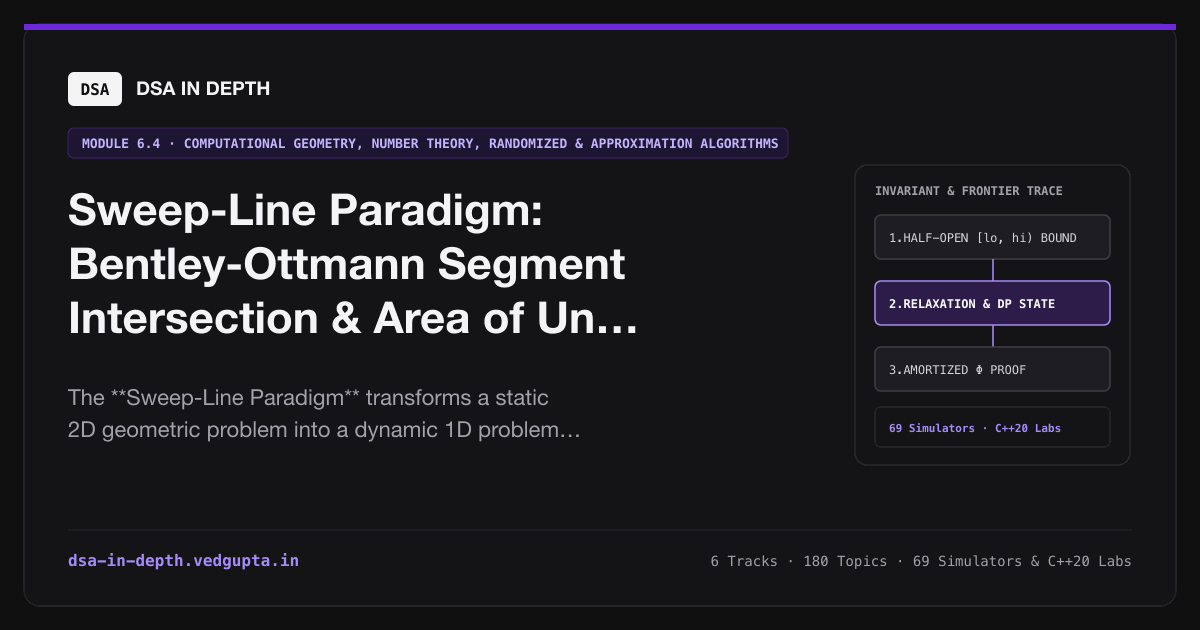 DSA
DSA IN DEPTH
MODULE 6.4 · COMPUTATIONAL GEOMETRY, NUMBER THEORY, RANDOMIZED & APPROXIMATION ALGORITHMS
Sweep-Line Paradigm:
Bentley-Ottmann Segment
Intersection & Area of Un…
The **Sweep-Line Paradigm** transforms a static
2D geometric problem into a dynamic 1D problem…
INVARIANT & FRONTIER TRACE
1.HALF-OPEN [lo, hi) BOUND
2.RELAXATION & DP STATE
3.AMORTIZED Φ PROOF
69 Simulators · C++20 Labs
dsa-in-depth.vedgupta.in
6 Tracks · 180 Topics · 69 Simulators & C++20 Labs